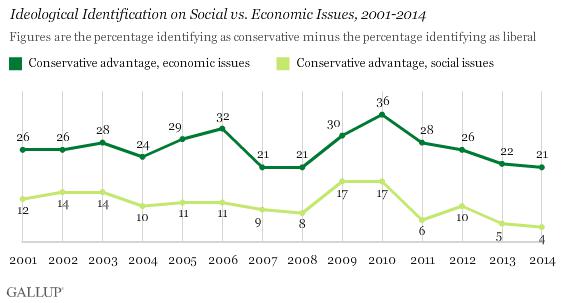 Ideological Identification on Social vs. Economic Issues, 2001-2014
Figures are the percentage identifying as conservative minus the percentage identifying as liberal
Conservative advantage, economic issues Conservative advantage, social issues
26 26 28 24 29 32 21 21 30 36 28 26 22 21
12 14 14 10 11 11 9 8 17 17 6 10 5 4
2001 2002 2003 2004 2005 2006 2007 2008 2009 2010 2011 2012 2013 2014
GALLUP